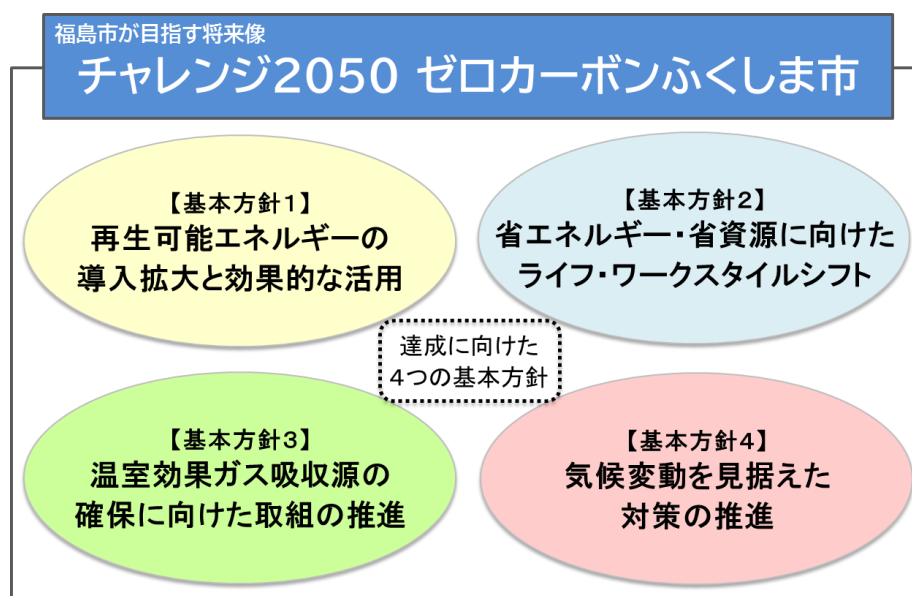 福島市が目指す将来像
チャレンジ2050 ゼロカーボンふくしま市
【基本方針1】
再生可能エネルギーの
導入拡大と効果的な活用
【基本方針2】
省エネルギー・省資源に向けた
ライフ・ワークスタイルシフト
達成に向けた
4つの基本方針
【基本方針3】
温室効果ガス吸収源の
確保に向けた取組の推進
【基本方針4】
気候変動を見据えた
対策の推進